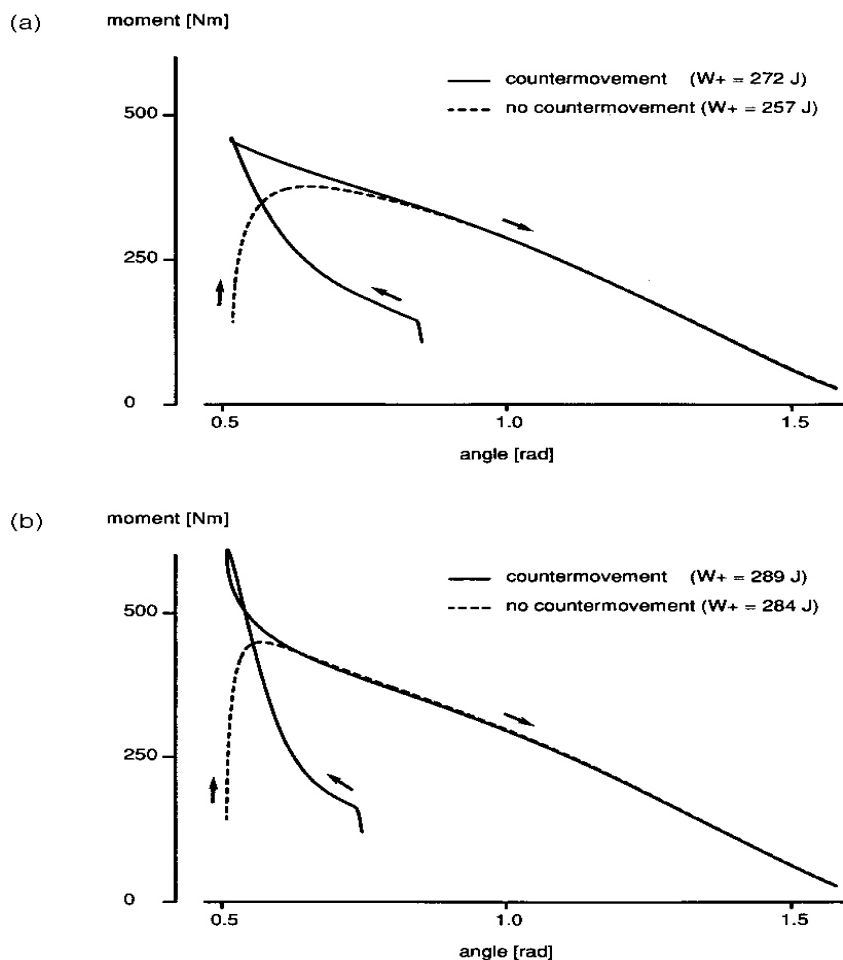 (a)
moment [Nm]
countermovement (W+ = 272 J)
no countermovement (W+ = 257 J)
500
250
0
0.5 1.0 1.5
angle [rad]
(b)
moment [Nm]
countermovement (W+ = 289 J)
no countermovement (W+ = 284 J)
500
250
0
0.5 1.0 1.5
angle [rad]